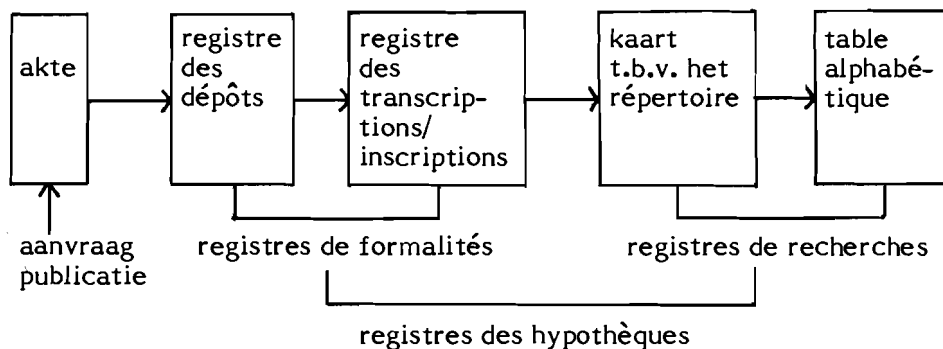 akte
registre
des
dépôts
registre
des
transcrip-
tions/
inscriptions
kaart
t.b.v. het
répertoire
table
alphabé-
tique
aanvraag
publicatie
registres de formalités
registres de recherches
registres des hypothèques